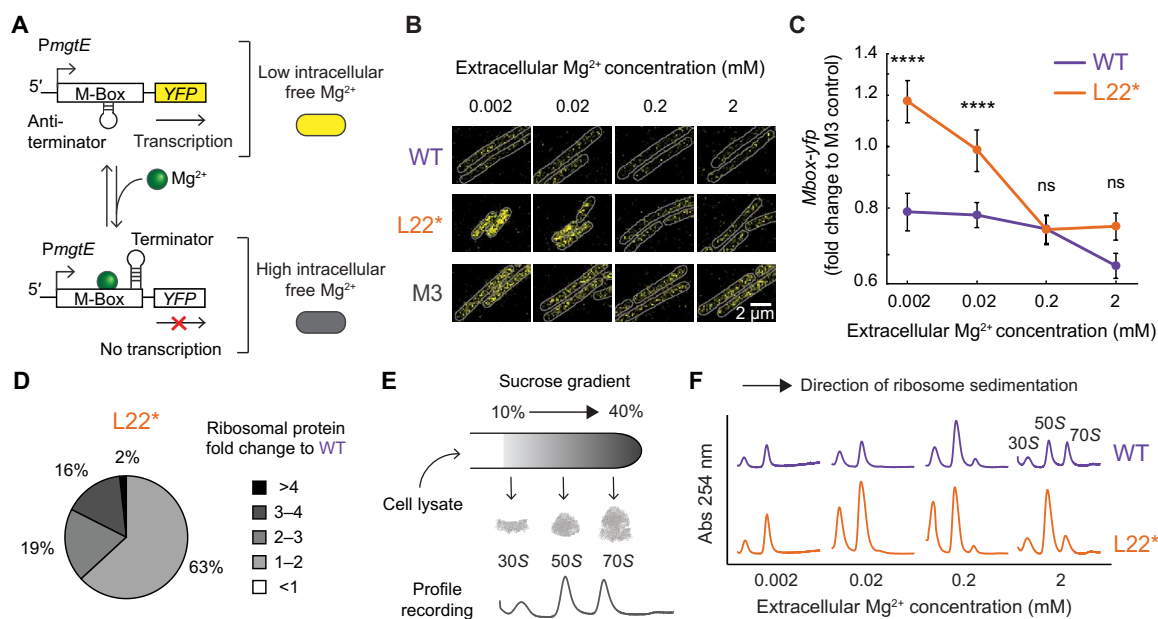 A
PmgtE
5′
M-Box
YFP
Anti-
terminator
Transcription
Low intracellular
free Mg²⁺
Mg²⁺
Terminator
PmgtE
5′
M-Box
YFP
No transcription
High intracellular
free Mg²⁺
B
Extracellular Mg²⁺ concentration (mM)
0.002 0.02 0.2 2
WT
L22*
M3
2 µm
C
Mbox-yfp
(fold change to M3 control)
1.4
1.2
1.0
0.8
0.6
**** **** ns ns
WT
L22*
0.002 0.02 0.2 2
Extracellular Mg²⁺ concentration (mM)
D
L22*
2%
16%
19%
63%
Ribosomal protein
fold change to WT
>4
3–4
2–3
1–2
<1
E
Sucrose gradient
10% 40%
Cell lysate
30S 50S 70S
Profile
recording
F
Direction of ribosome sedimentation
Abs 254 nm
30S 50S 70S
WT
L22*
0.002 0.02 0.2 2
Extracellular Mg²⁺ concentration (mM)